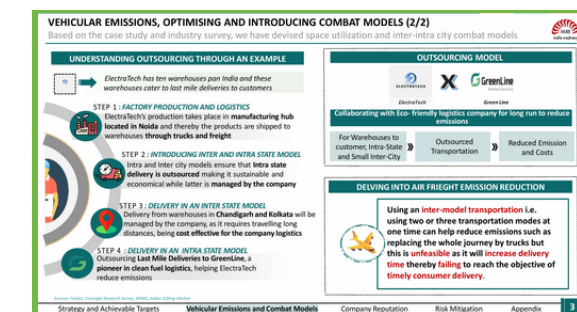 VEHICULAR EMISSIONS, OPTIMISING AND INTRODUCING COMBAT MODELS (2/2)
Based on the case study and industry survey, we have devised space utilization and inter-intra city combat models
UNDERSTANDING OUTSOURCING THROUGH AN EXAMPLE
ElectraTech has ten warehouses pan India and these
warehouses cater to last mile deliveries to customers
STEP 1 : FACTORY PRODUCTION AND LOGISTICS
ElectraTech's production takes place in manufacturing hub
located in Noida and thereby the products are shipped to
warehouses through trucks and freight
STEP 2 : INTRODUCING INTER AND INTRA STATE MODEL
Intra and Inter city models ensure that Intra state
delivery is outsourced making it sustainable and
economical while latter is managed by the company
STEP 3 : DELIVERY IN AN INTER STATE MODEL
Delivery from warehouses in Chandigarh and Kolkata will be
managed by the company, as it requires travelling long
distances, being cost effective for the company logistics
STEP 4 : DELIVERY IN AN INTRA STATE MODEL
Outsourcing Last Mile Deliveries to GreenLine, a
pioneer in clean fuel logistics, helping ElectraTech
reduce emissions
OUTSOURCING MODEL
ELECTRATECH
X
GreenLine
ElectraTech
Green Line
Collaborating with Eco- friendly logistics company for long run to reduce
emissions
For Warehouses to
customer, Intra-State
and Small Inter-City
Outsourced
Transportation
Reduced Emission
and Costs
DELVING INTO AIR FRIEGHT EMISSION REDUCTION
Using an inter-model transportation i.e.
using two or three transportation modes at
one time can help reduce emissions such as
replacing the whole journey by trucks but
this is unfeasible as it will increase delivery
time thereby failing to reach the objective of
timely consumer delivery.
Strategy and Achievable Targets
Vehicular Emissions and Combat Models
Company Reputation
Risk Mitigation
Appendix
3